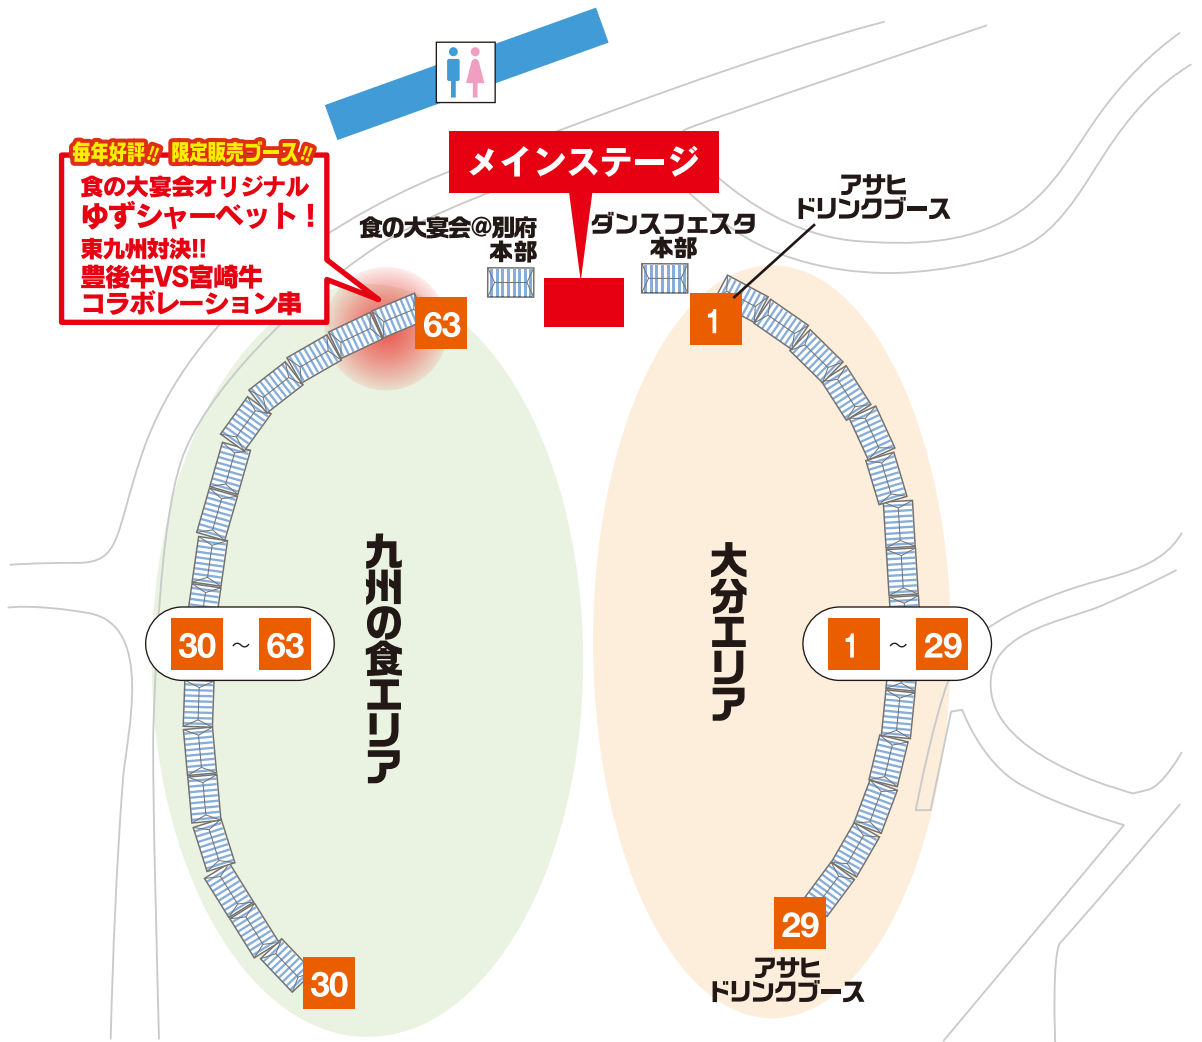 毎年好評!! 限定販売ブース!!
食の大宴会オリジナル
ゆずシャーベット！
東九州対決!!
豊後牛VS宮崎牛
コラボレーション串
メインステージ
食の大宴会@別府
本部
ダンスフェスタ
本部
アサヒ
ドリンクブース
63
1
九州の食エリア
大分エリア
30 ～ 63
1 ～ 29
30
29
アサヒ
ドリンクブース